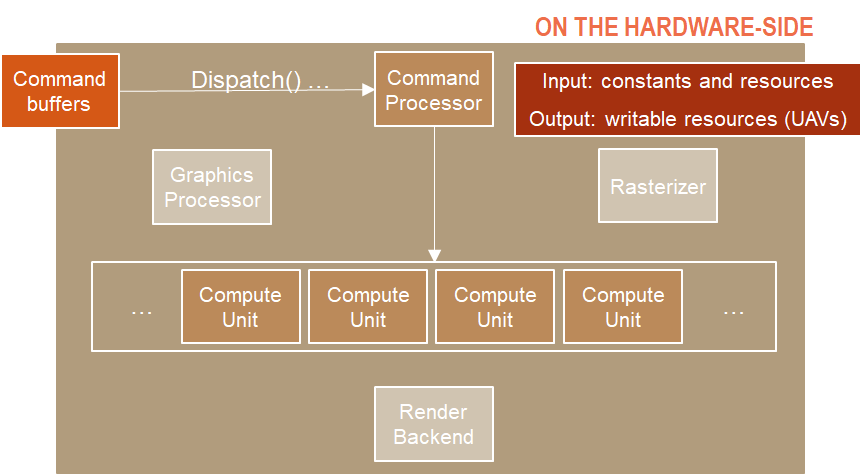 ON THE HARDWARE-SIDE
Command
buffers
Dispatch() ...
Command
Processor
Input: constants and resources
Output: writable resources (UAVs)
Graphics
Processor
Rasterizer
...
Compute
Unit
Compute
Unit
Compute
Unit
Compute
Unit
...
Render
Backend